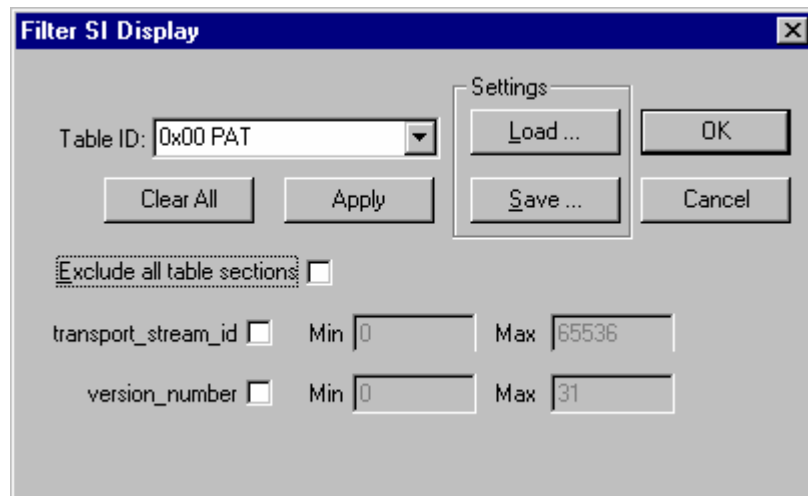 Filter SI Display
Settings
Table ID: 0x00 PAT
Load ...
OK
Clear All
Apply
Save ...
Cancel
Exclude all table sections
transport_stream_id Min 0 Max 65536
version_number Min 0 Max 31